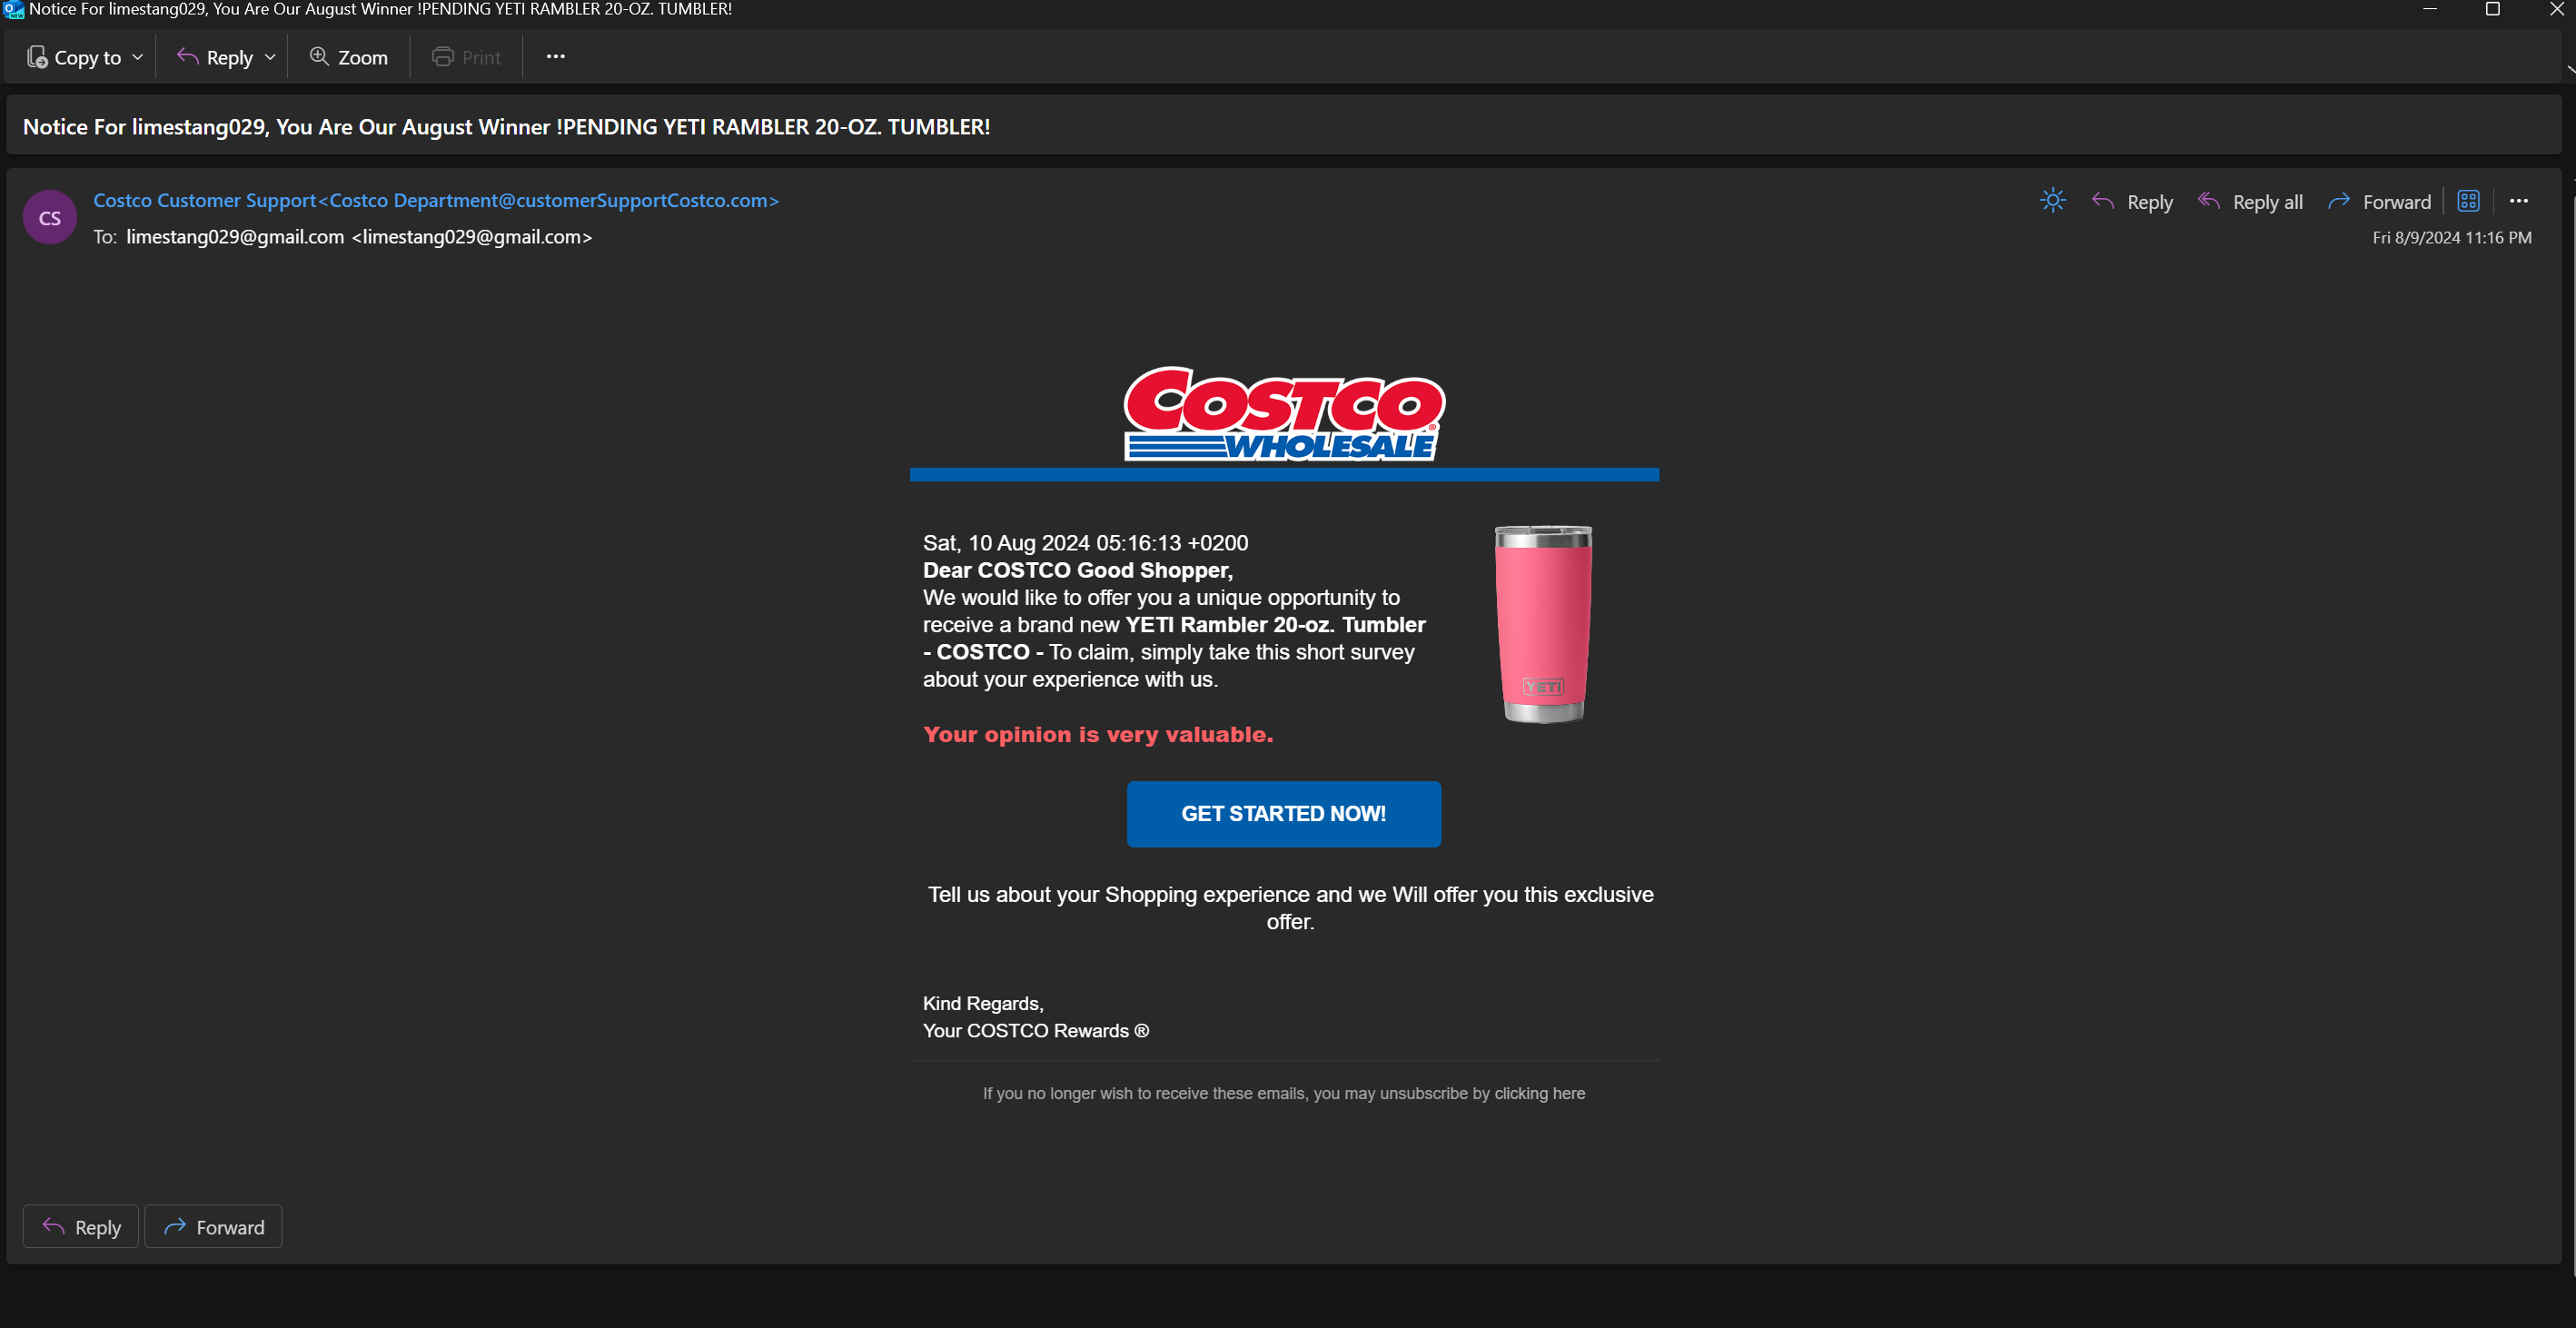 Notice For limestang029, You Are Our August Winner !PENDING YETI RAMBLER 20-OZ. TUMBLER!
Copy to
Reply
Zoom
Print
Notice For limestang029, You Are Our August Winner !PENDING YETI RAMBLER 20-OZ. TUMBLER!
CS
Costco Customer Support<Costco Department@customerSupportCostco.com>
Reply
Reply all
Forward
To: limestang029@gmail.com <limestang029@gmail.com>
Fri 8/9/2024 11:16 PM
COSTCO
WHOLESALE
Sat, 10 Aug 2024 05:16:13 +0200
Dear COSTCO Good Shopper,
We would like to offer you a unique opportunity to
receive a brand new YETI Rambler 20-oz. Tumbler
- COSTCO - To claim, simply take this short survey
about your experience with us.
YETI
Your opinion is very valuable.
GET STARTED NOW!
Tell us about your Shopping experience and we Will offer you this exclusive
offer.
Kind Regards,
Your COSTCO Rewards ®
If you no longer wish to receive these emails, you may unsubscribe by clicking here
Reply
Forward